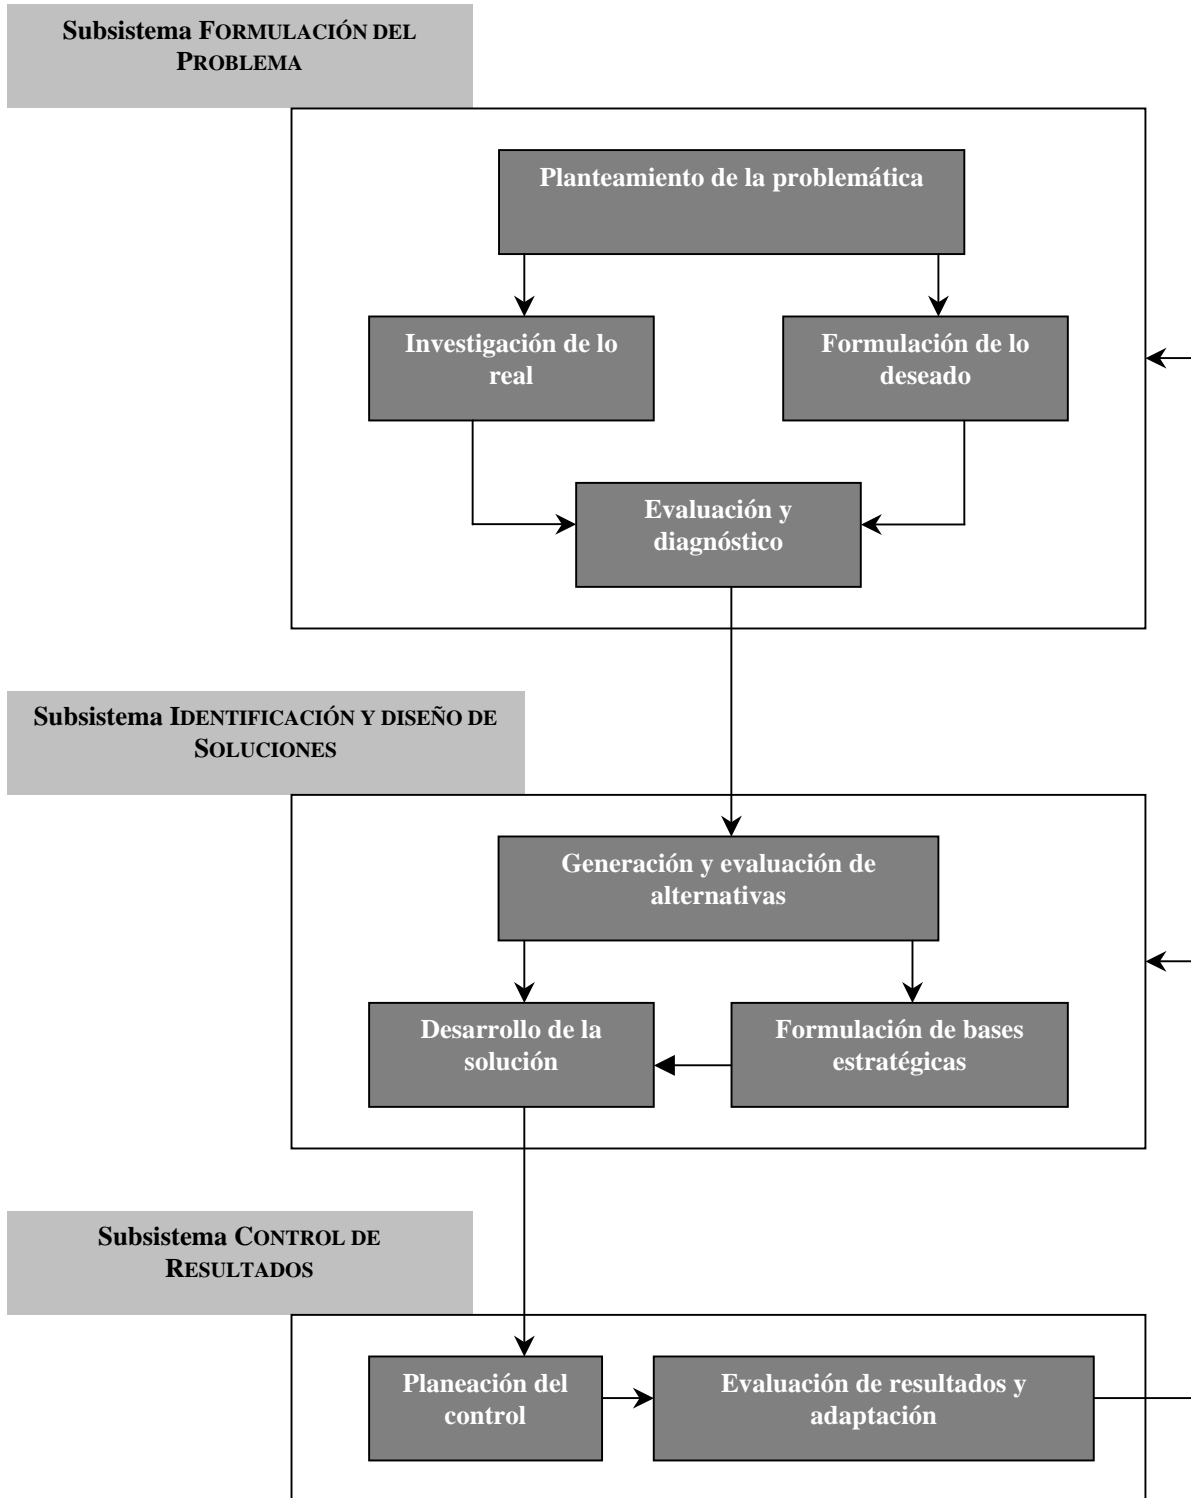 Subsistema FORMULACIÓN DEL
PROBLEMA
Planteamiento de la problemática
Investigación de lo
real
Formulación de lo
deseado
Evaluación y
diagnóstico
Subsistema IDENTIFICACIÓN Y DISEÑO DE
SOLUCIONES
Generación y evaluación de
alternativas
Desarrollo de la
solución
Formulación de bases
estratégicas
Subsistema CONTROL DE
RESULTADOS
Planeación del
control
Evaluación de resultados y
adaptación